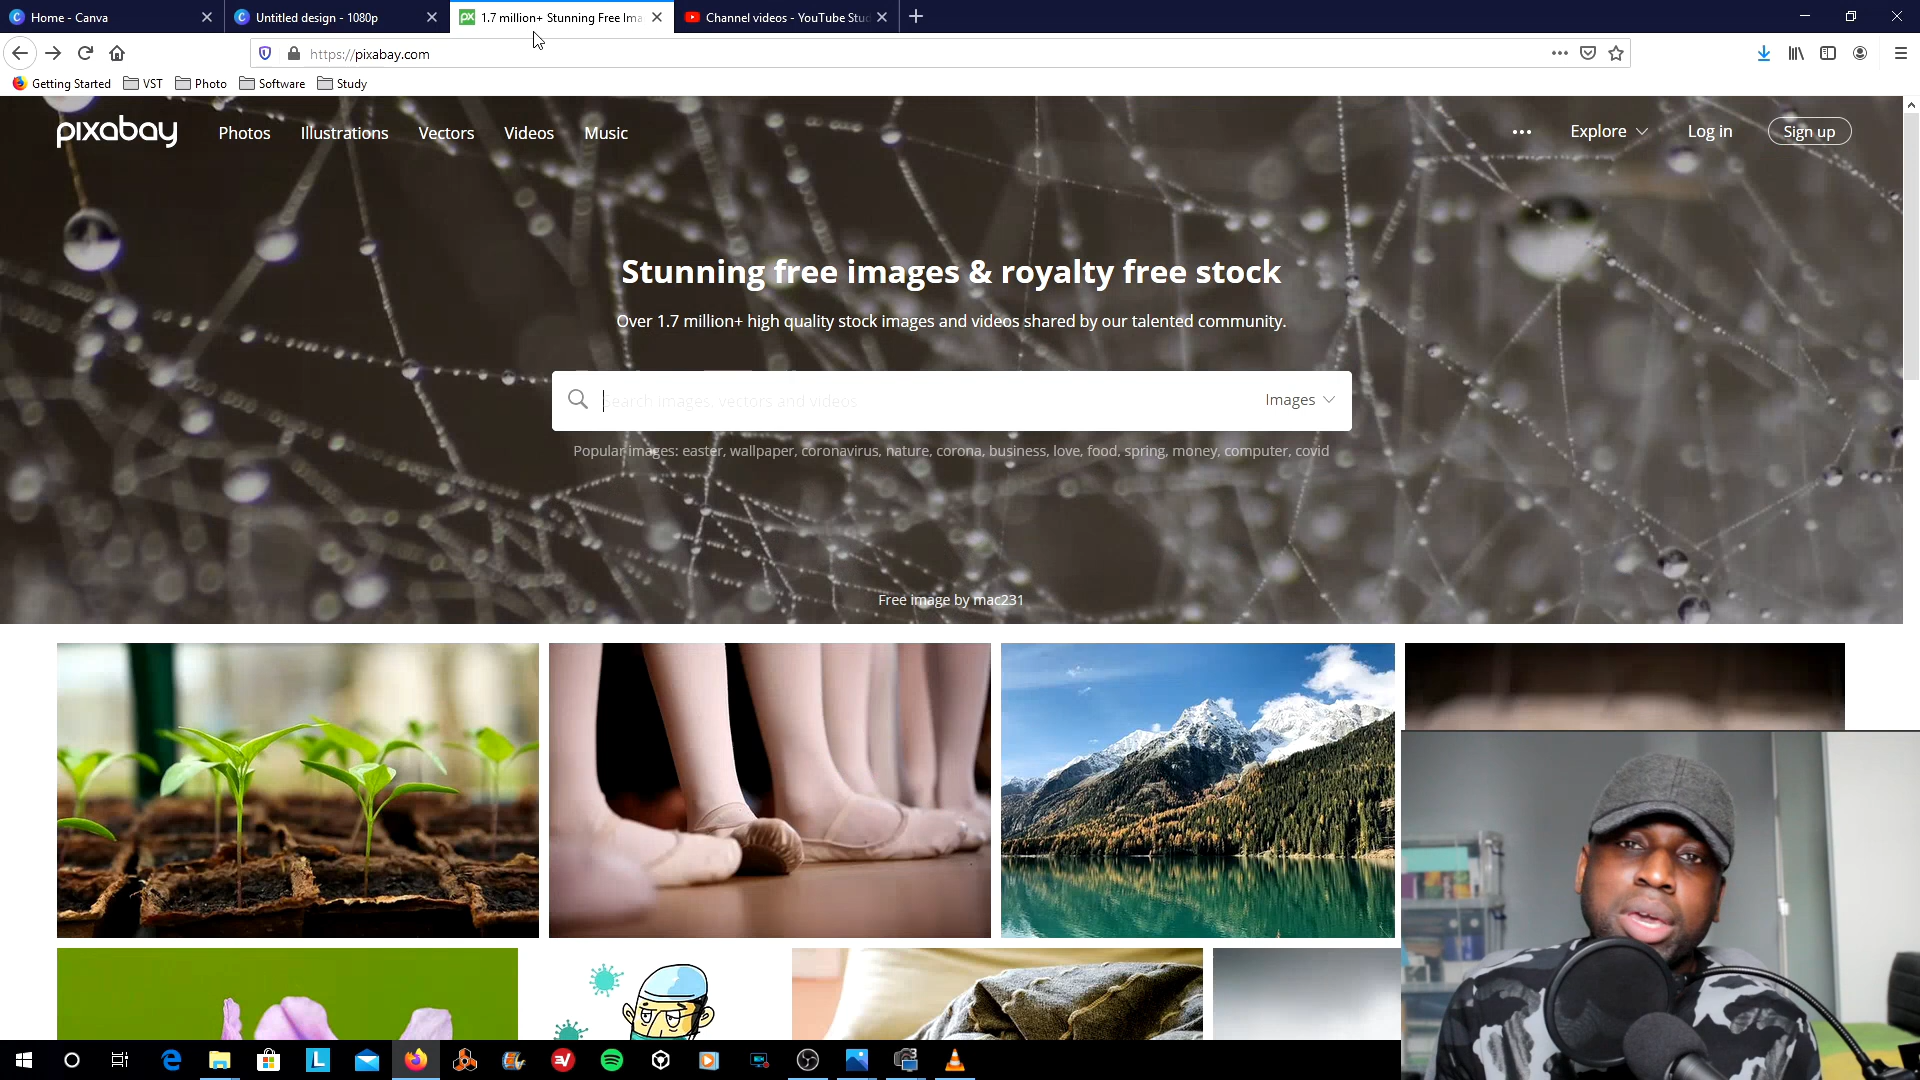 Home - Canva
Untitled design - 1080p
1.7 million+ Stunning Free Ima
Channel videos - YouTube Stud
https://pixabay.com
Getting Started
VST
Photo
Software
Study
pixabay
Photos
Illustrations
Vectors
Videos
Music
Explore
Log in
Sign up
Stunning free images & royalty free stock
Over 1.7 million+ high quality stock images and videos shared by our talented community.
Search images, vectors and videos
Images
Popular images: easter, wallpaper, coronavirus, nature, corona, business, love, food, spring, money, computer, covid
Free image by mac231